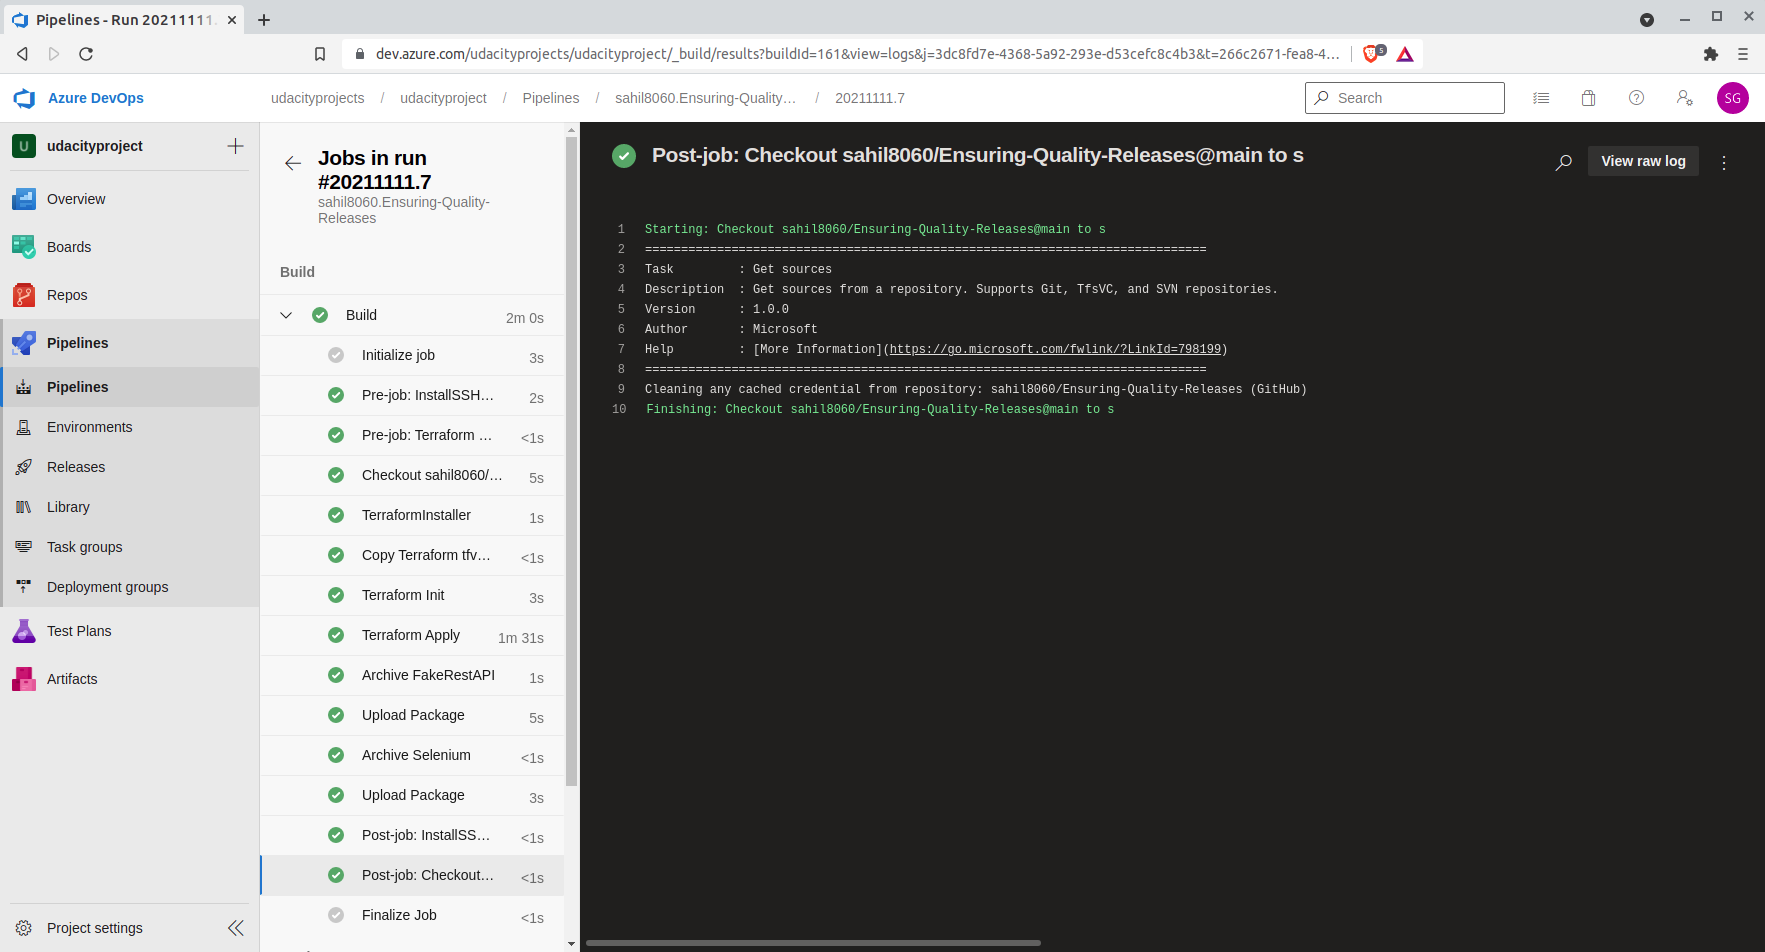 Pipelines - Run 20211111.
dev.azure.com/udacityprojects/udacityproject/_build/results?buildId=161&view=logs&j=3dc8fd7e-4368-5a92-293e-d53cefc8c4b3&t=266c2671-fea8-4...
5
Azure DevOps
udacityprojects / udacityproject / Pipelines / sahil8060.Ensuring-Quality... / 20211111.7
Search
SG
U udacityproject
Overview
Boards
Repos
Pipelines
Pipelines
Environments
Releases
Library
Task groups
Deployment groups
Test Plans
Artifacts
Project settings
Jobs in run
#20211111.7
sahil8060.Ensuring-Quality-
Releases
Build
Build 2m 0s
Initialize job 3s
Pre-job: InstallSSH... 2s
Pre-job: Terraform ... <1s
Checkout sahil8060/... 5s
TerraformInstaller 1s
Copy Terraform tfv... <1s
Terraform Init 3s
Terraform Apply 1m 31s
Archive FakeRestAPI 1s
Upload Package 5s
Archive Selenium <1s
Upload Package 3s
Post-job: InstallSS... <1s
Post-job: Checkout... <1s
Finalize Job <1s
Post-job: Checkout sahil8060/Ensuring-Quality-Releases@main to s
View raw log
1 Starting: Checkout sahil8060/Ensuring-Quality-Releases@main to s
2 ==============================================================================
3 Task : Get sources
4 Description : Get sources from a repository. Supports Git, TfsVC, and SVN repositories.
5 Version : 1.0.0
6 Author : Microsoft
7 Help : [More Information](https://go.microsoft.com/fwlink/?LinkId=798199)
8 ==============================================================================
9 Cleaning any cached credential from repository: sahil8060/Ensuring-Quality-Releases (GitHub)
10 Finishing: Checkout sahil8060/Ensuring-Quality-Releases@main to s